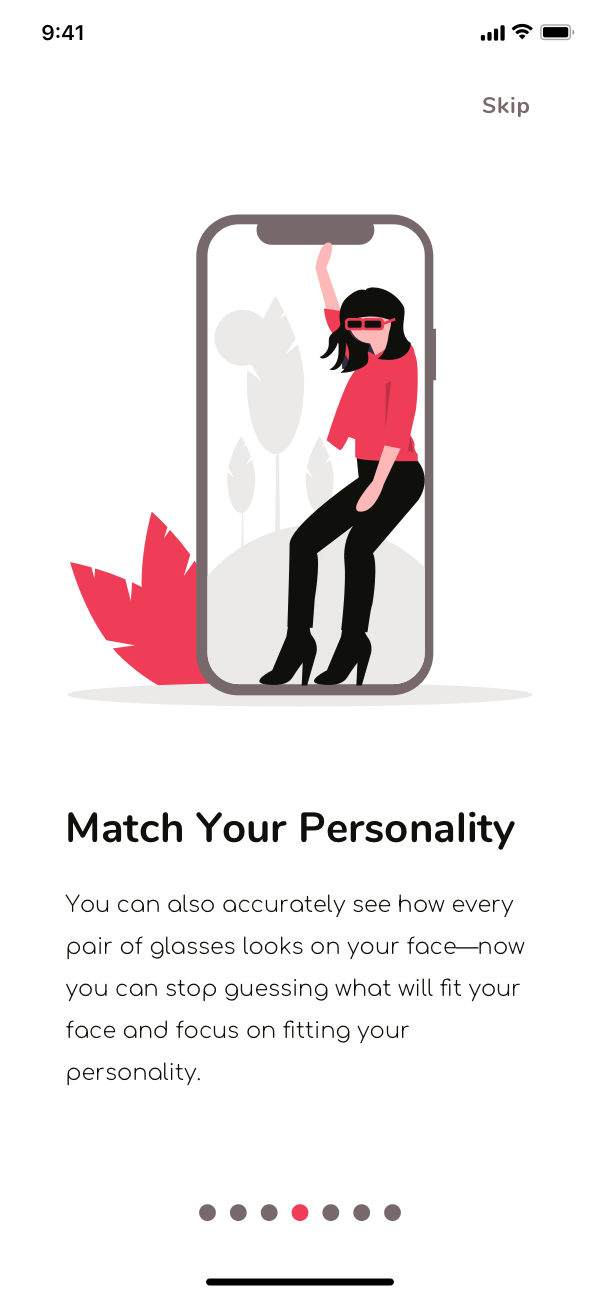 9:41
Skip
Match Your Personality
You can also accurately see how every
pair of glasses looks on your face—now
you can stop guessing what will fit your
face and focus on fitting your
personality.